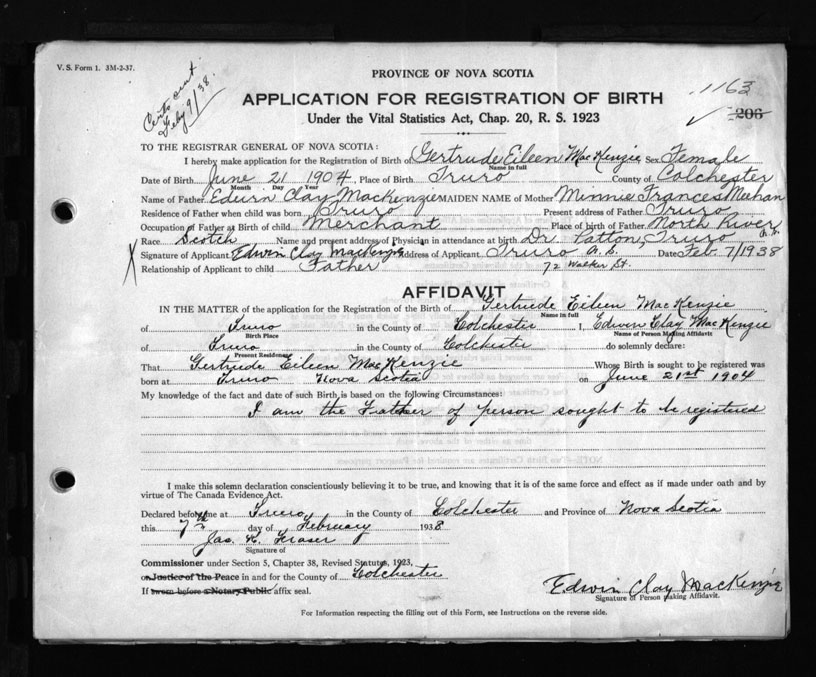 V. S. Form 1. 3M-2-37.
Certs sent
Feby 9/38.
PROVINCE OF NOVA SCOTIA
1163
APPLICATION FOR REGISTRATION OF BIRTH
✓ 206
Under the Vital Statistics Act, Chap. 20, R. S. 1923
TO THE REGISTRAR GENERAL OF NOVA SCOTIA:
I hereby make application for the Registration of Birth of Gertrude Eileen MacKenzie Sex Female
Name in full
Date of Birth June 21 1904, Place of Birth Truro County of Colchester
Month Day Year
Name of Father Edwin Clay MacKenzie MAIDEN NAME of Mother Minnie Frances Meehan
Residence of Father when child was born Truro Present address of Father Truro
Occupation of Father at Birth of child Merchant Place of birth of Father North River
Race Scotch Name and present address of Physician in attendance at birth Dr. Patton, Truro N.S.
X Signature of Applicant Edwin Clay MacKenzie Address of Applicant Truro N.S. Date Feb 7/1938
Relationship of Applicant to child Father 72 Walker St.
AFFIDAVIT
IN THE MATTER of the application for the Registration of the Birth of Gertrude Eileen MacKenzie
Name in full
of Truro in the County of Colchester I, Edwin Clay MacKenzie
Birth Place Name of Person Making Affidavit
of Truro in the County of Colchester do solemnly declare:
Present Residence
That Gertrude Eileen MacKenzie Whose Birth is sought to be registered was
born at Truro Nova Scotia on June 21st 1904
My knowledge of the fact and date of such Birth is based on the following Circumstances:
I am the Father of person sought to be registered
I make this solemn declaration conscientiously believing it to be true, and knowing that it is of the same force and effect as if made under oath and by
virtue of The Canada Evidence Act.
Declared before me at Truro in the County of Colchester and Province of Nova Scotia
this 7th day of February 1938
Jas. K. Fraser
Signature of
Commissioner under Section 5, Chapter 38, Revised Statutes, 1923,
or Justice of the Peace in and for the County of Colchester
If sworn before a Notary Public affix seal.
Edwin Clay MacKenzie
Signature of Person making Affidavit.
For Information respecting the filling out of this Form, see Instructions on the reverse side.